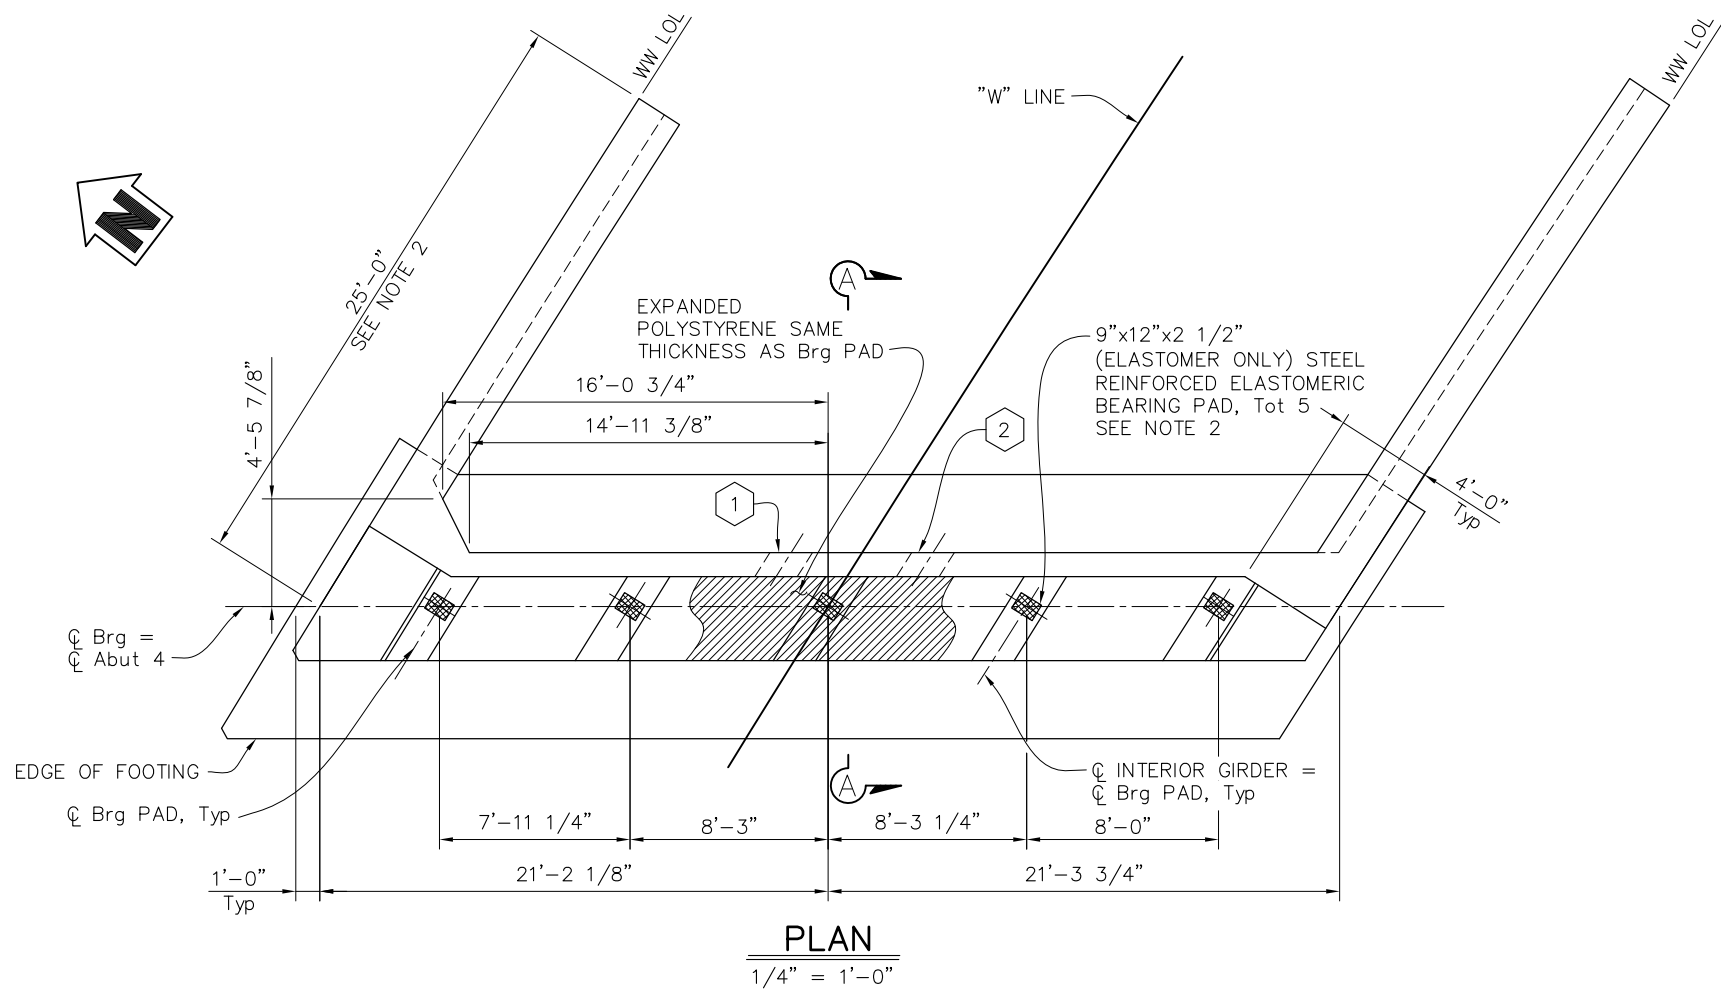 WW LOL
WW LOL
"W" LINE
N
25'-0"
SEE NOTE 2
A
EXPANDED
POLYSTYRENE SAME
THICKNESS AS Brg PAD
9"x12"x2 1/2"
(ELASTOMER ONLY) STEEL
REINFORCED ELASTOMERIC
BEARING PAD, Tot 5
SEE NOTE 2
4'-5 7/8"
16'-0 3/4"
14'-11 3/8"
2
1
4'-0"
Typ
℄ Brg =
℄ Abut 4
EDGE OF FOOTING
℄ Brg PAD, Typ
A
℄ INTERIOR GIRDER =
℄ Brg PAD, Typ
7'-11 1/4"
8'-3"
8'-3 1/4"
8'-0"
1'-0"
Typ
21'-2 1/8"
21'-3 3/4"
PLAN
1/4" = 1'-0"